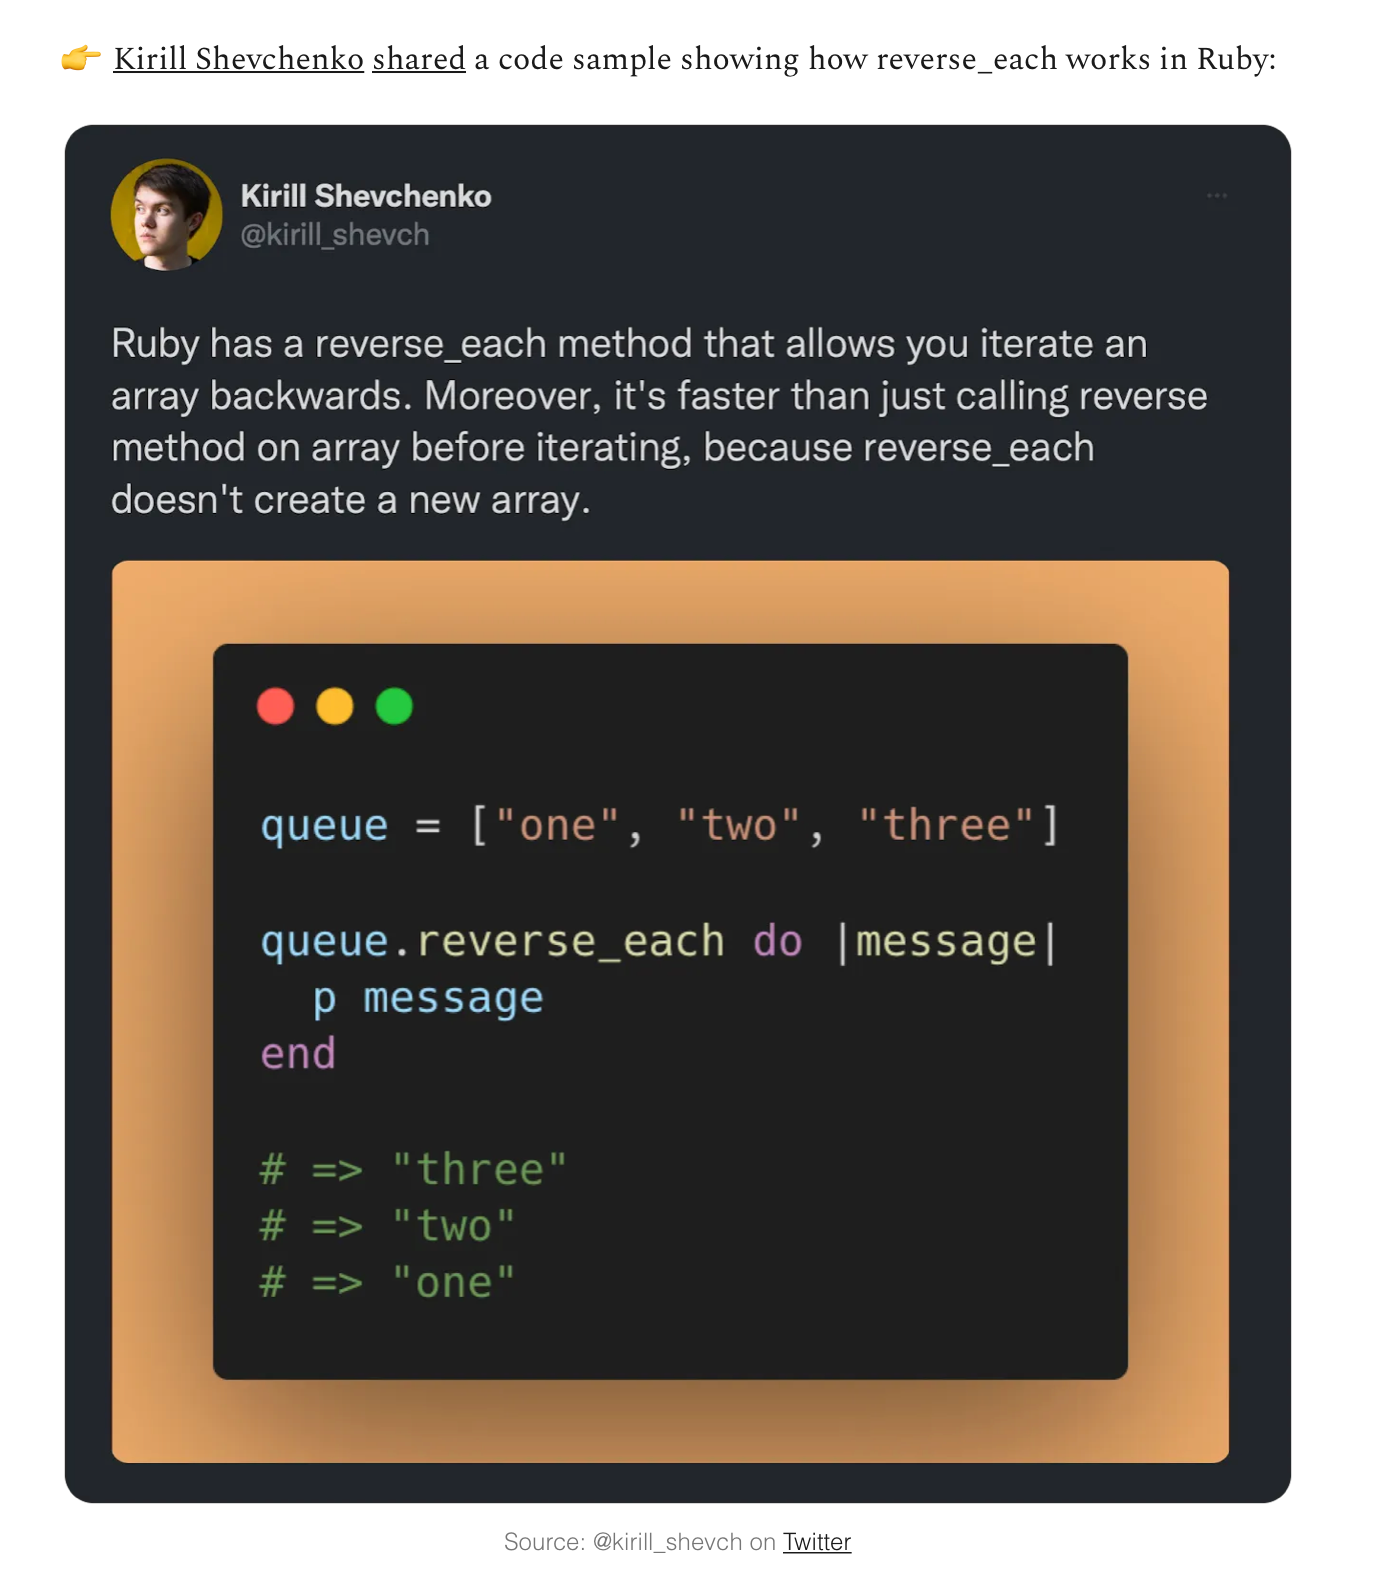 👉 Kirill Shevchenko shared a code sample showing how reverse_each works in Ruby:
Kirill Shevchenko
@kirill_shevch
Ruby has a reverse_each method that allows you iterate an
array backwards. Moreover, it's faster than just calling reverse
method on array before iterating, because reverse_each
doesn't create a new array.
queue = ["one", "two", "three"]
queue.reverse_each do |message|
  p message
end
# => "three"
# => "two"
# => "one"
Source: @kirill_shevch on Twitter